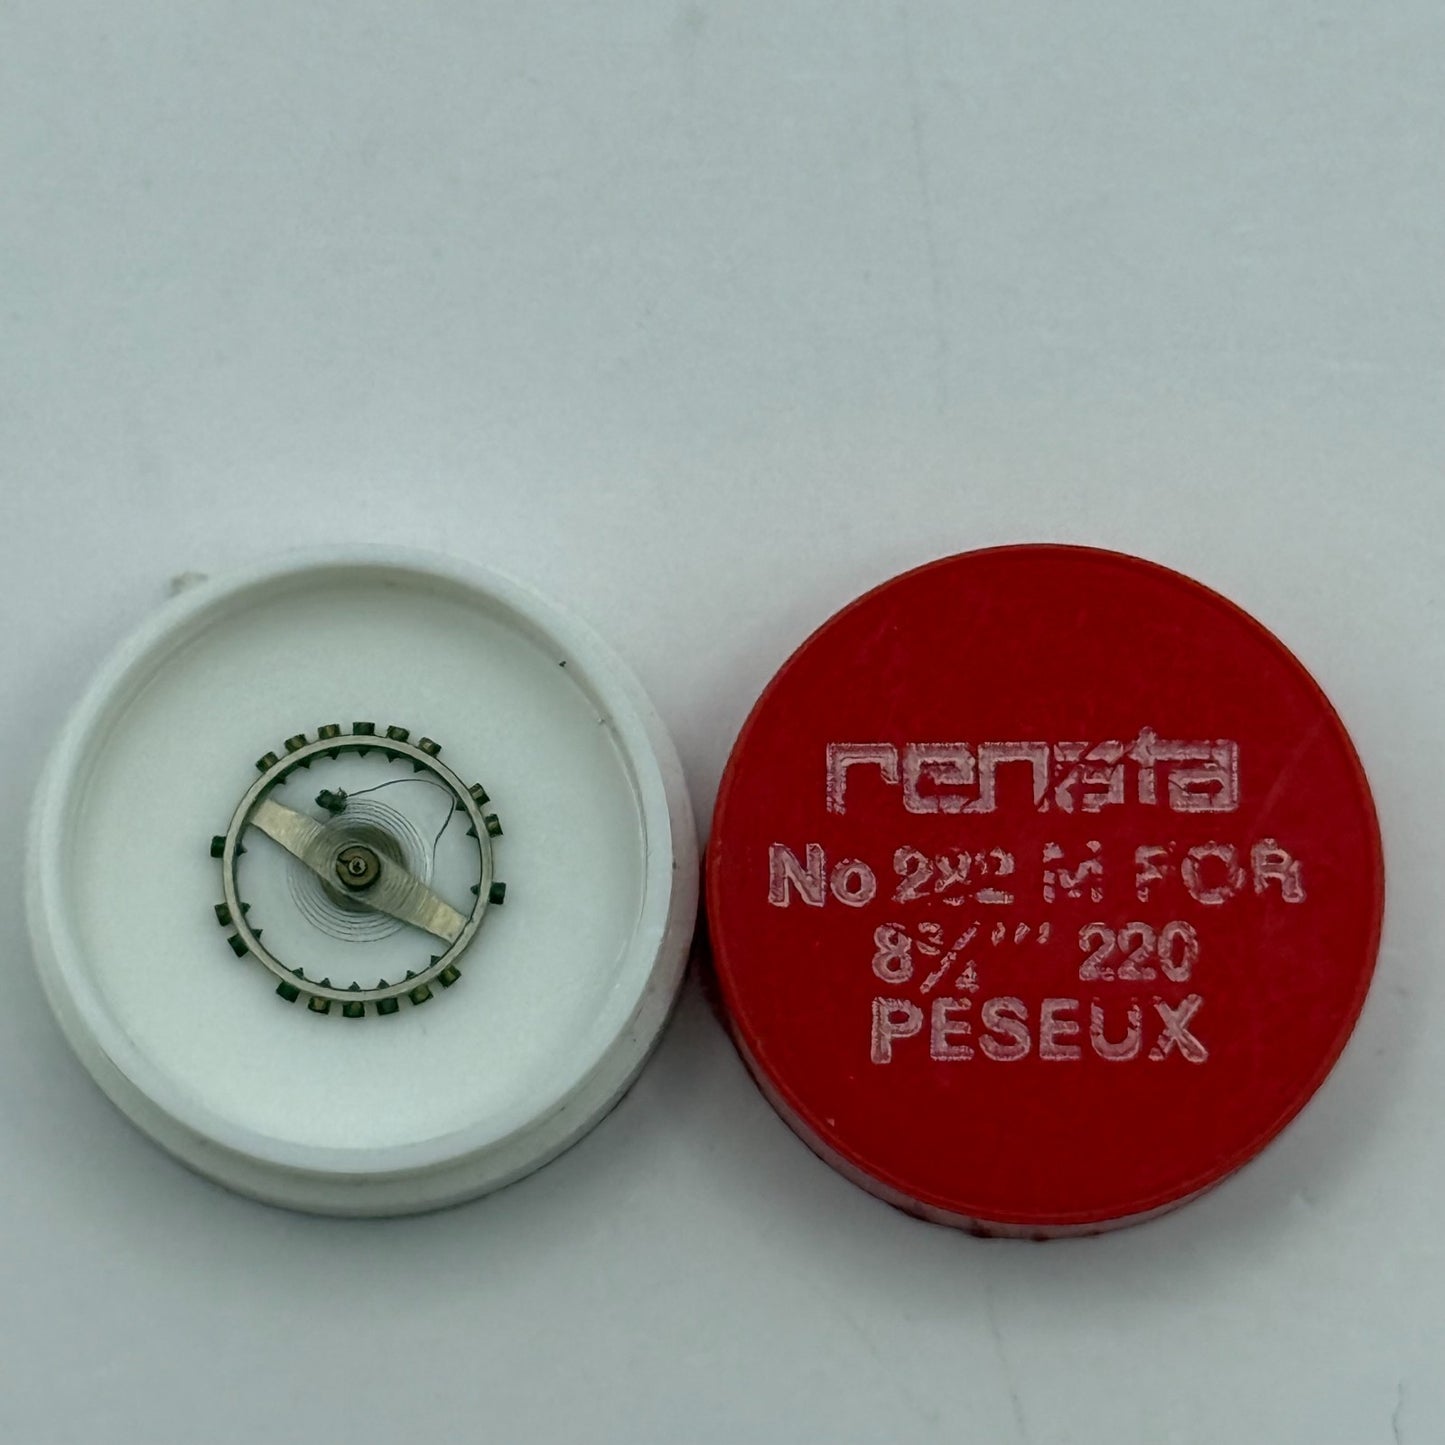 renata
No 282 M FOR
8¾''' 220
PESEUX